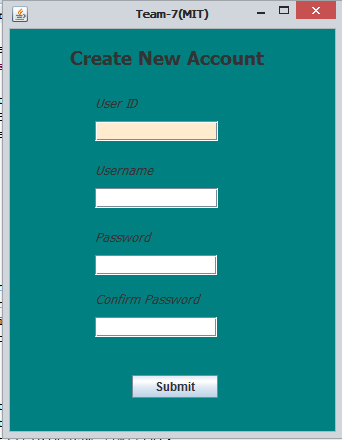 Team-7(MIT)
Create New Account
User ID
Username
Password
Confirm Password
Submit